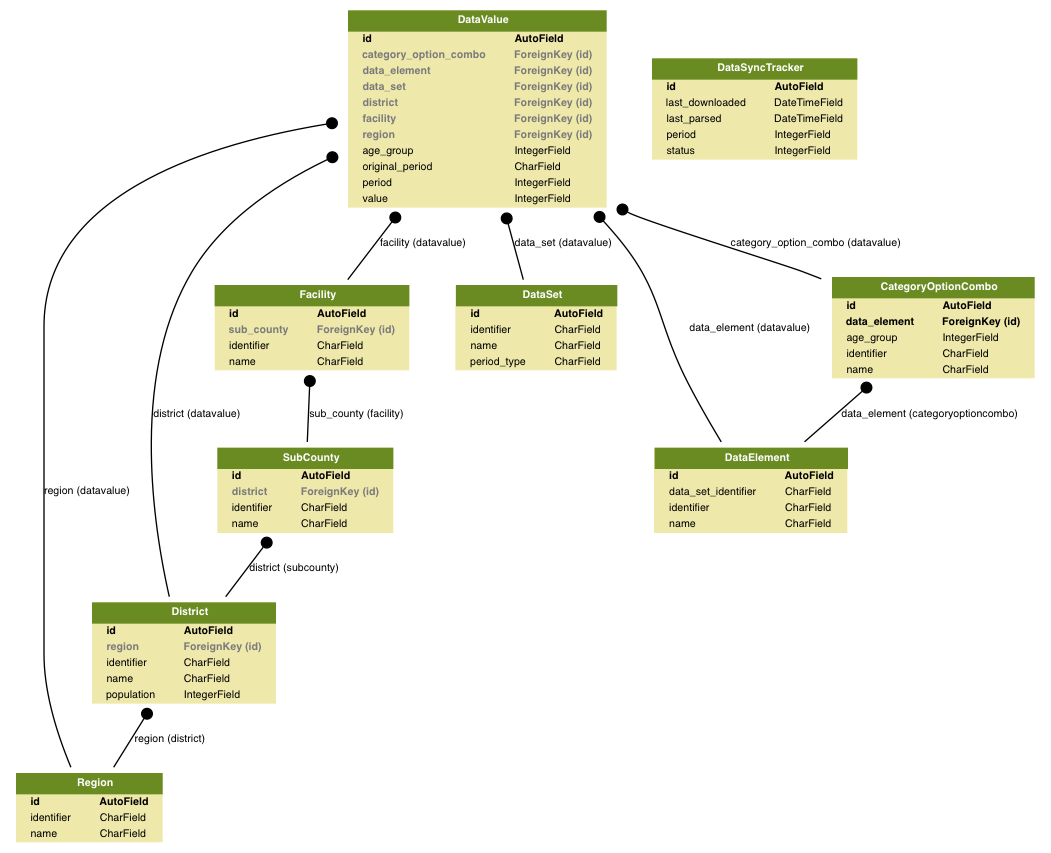 DataValue
id AutoField
category_option_combo ForeignKey (id)
data_element ForeignKey (id)
data_set ForeignKey (id)
district ForeignKey (id)
facility ForeignKey (id)
region ForeignKey (id)
age_group IntegerField
original_period CharField
period IntegerField
value IntegerField
DataSyncTracker
id AutoField
last_downloaded DateTimeField
last_parsed DateTimeField
period IntegerField
status IntegerField
facility (datavalue)
data_set (datavalue)
category_option_combo (datavalue)
Facility
id AutoField
sub_county ForeignKey (id)
identifier CharField
name CharField
DataSet
id AutoField
identifier CharField
name CharField
period_type CharField
data_element (datavalue)
CategoryOptionCombo
id AutoField
data_element ForeignKey (id)
age_group IntegerField
identifier CharField
name CharField
district (datavalue)
sub_county (facility)
data_element (categoryoptioncombo)
SubCounty
id AutoField
district ForeignKey (id)
identifier CharField
name CharField
DataElement
id AutoField
data_set_identifier CharField
identifier CharField
name CharField
region (datavalue)
district (subcounty)
District
id AutoField
region ForeignKey (id)
identifier CharField
name CharField
population IntegerField
region (district)
Region
id AutoField
identifier CharField
name CharField